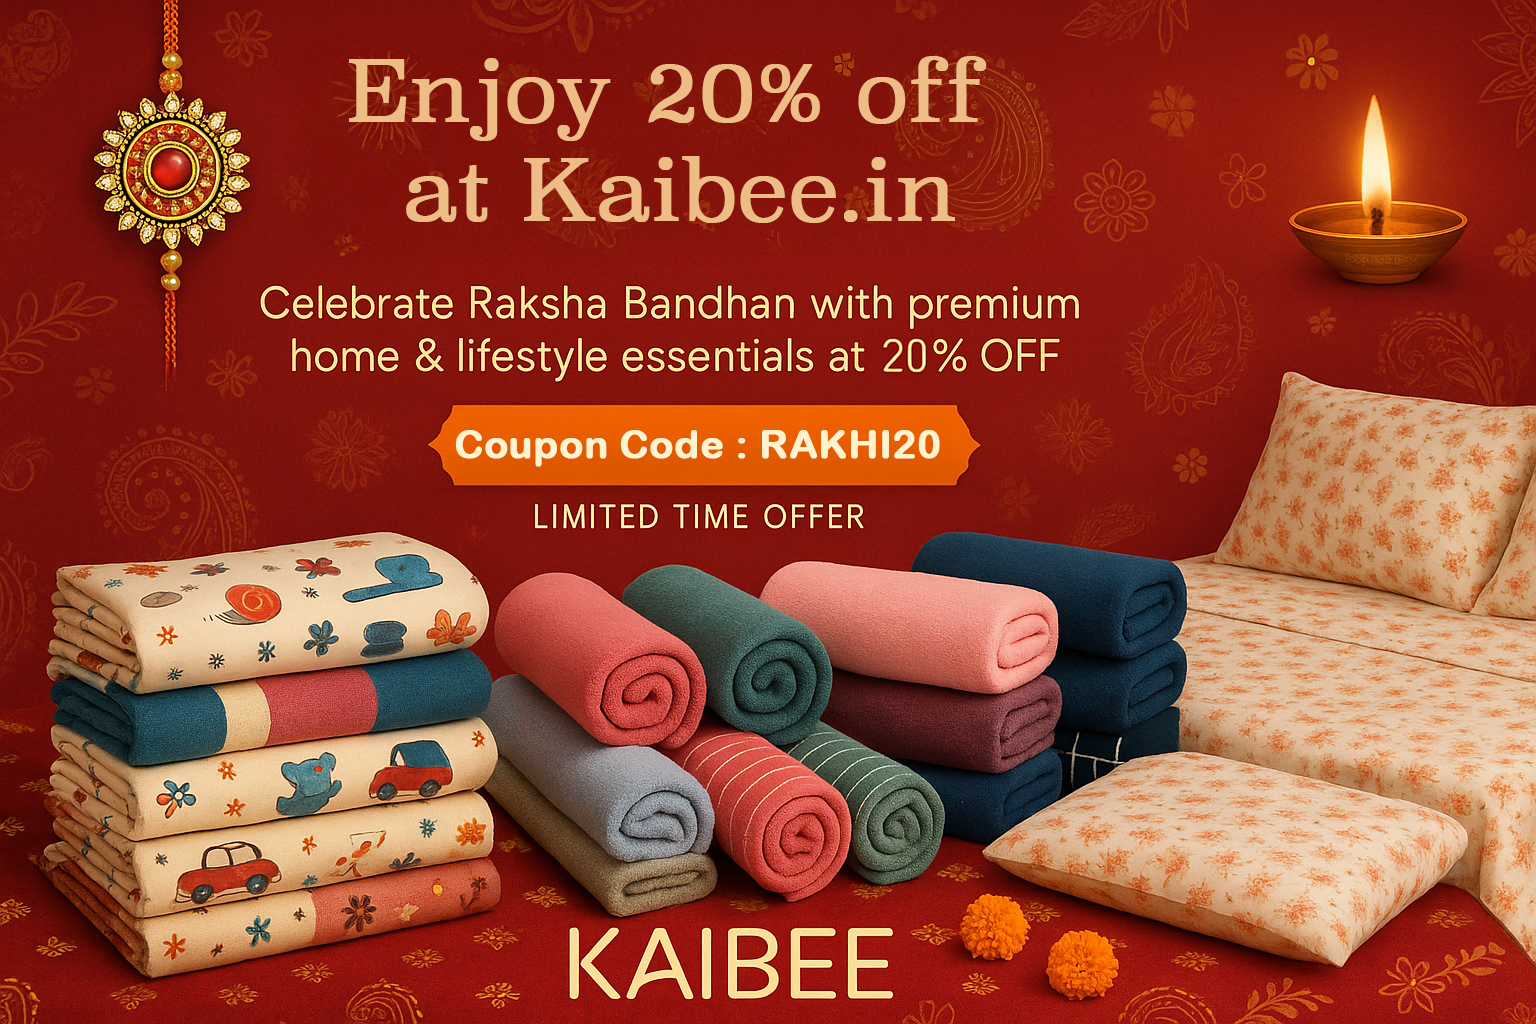 Enjoy 20% off
at Kaibee.in
Celebrate Raksha Bandhan with premium
home & lifestyle essentials at 20% OFF
Coupon Code : RAKHI20
LIMITED TIME OFFER
KAIBEE